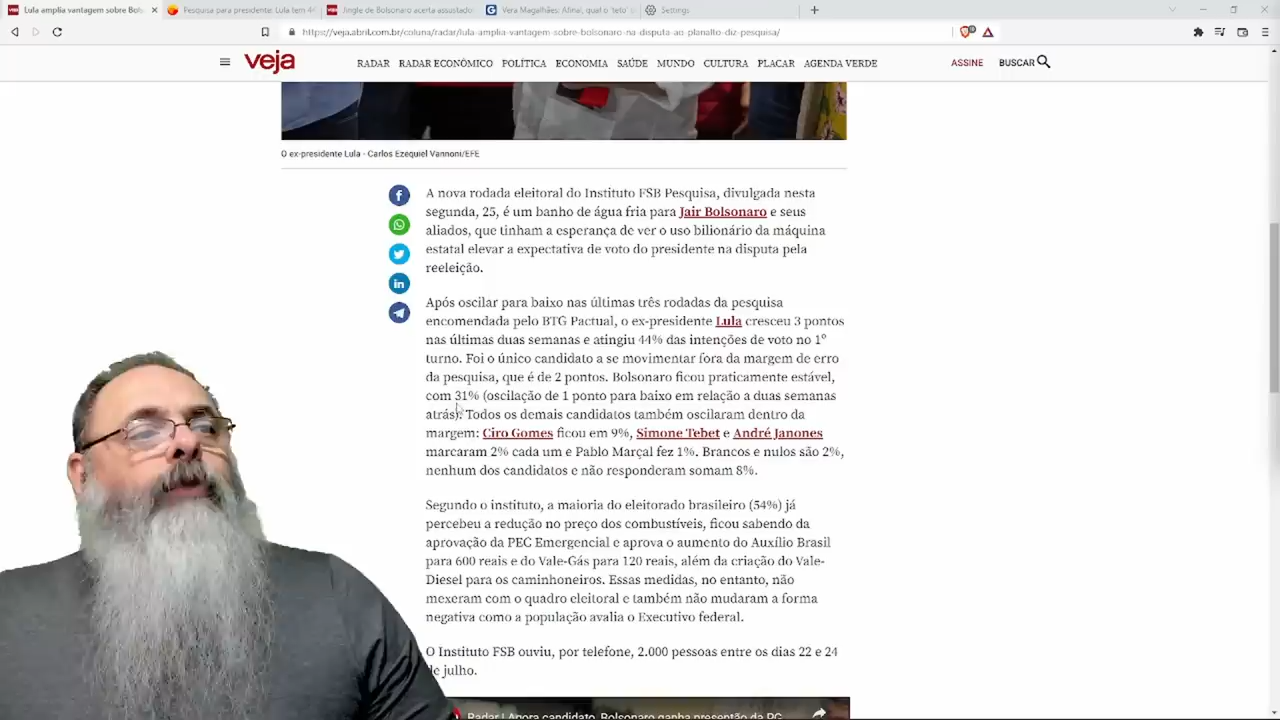 Lula amplia vantagem sobre Bols
Pesquisa para presidente: Lula tem 44
Jingle de Bolsonaro acerta assustado
Vera Magalhães: Afinal, qual o 'teto'
Settings
https://veja.abril.com.br/coluna/radar/lula-amplia-vantagem-sobre-bolsonaro-na-disputa-ao-planalto-diz-pesquisa/
veja
RADAR RADAR ECONÔMICO POLÍTICA ECONOMIA SAÚDE MUNDO CULTURA PLACAR AGENDA VERDE
ASSINE
BUSCAR
O ex-presidente Lula - Carlos Ezequiel Vannoni/EFE
A nova rodada eleitoral do Instituto FSB Pesquisa, divulgada nesta
segunda, 25, é um banho de água fria para Jair Bolsonaro e seus
aliados, que tinham a esperança de ver o uso bilionário da máquina
estatal elevar a expectativa de voto do presidente na disputa pela
reeleição.
Após oscilar para baixo nas últimas três rodadas da pesquisa
encomendada pelo BTG Pactual, o ex-presidente Lula cresceu 3 pontos
nas últimas duas semanas e atingiu 44% das intenções de voto no 1º
turno. Foi o único candidato a se movimentar fora da margem de erro
da pesquisa, que é de 2 pontos. Bolsonaro ficou praticamente estável,
com 31% (oscilação de 1 ponto para baixo em relação a duas semanas
atrás). Todos os demais candidatos também oscilaram dentro da
margem: Ciro Gomes ficou em 9%, Simone Tebet e André Janones
marcaram 2% cada um e Pablo Marçal fez 1%. Brancos e nulos são 2%,
nenhum dos candidatos e não responderam somam 8%.
Segundo o instituto, a maioria do eleitorado brasileiro (54%) já
percebeu a redução no preço dos combustíveis, ficou sabendo da
aprovação da PEC Emergencial e aprova o aumento do Auxílio Brasil
para 600 reais e do Vale-Gás para 120 reais, além da criação do Vale-
Diesel para os caminhoneiros. Essas medidas, no entanto, não
mexeram com o quadro eleitoral e também não mudaram a forma
negativa como a população avalia o Executivo federal.
O Instituto FSB ouviu, por telefone, 2.000 pessoas entre os dias 22 e 24
de julho.
Radar | Agora candidato, Bolsonaro ganha presentão da PG